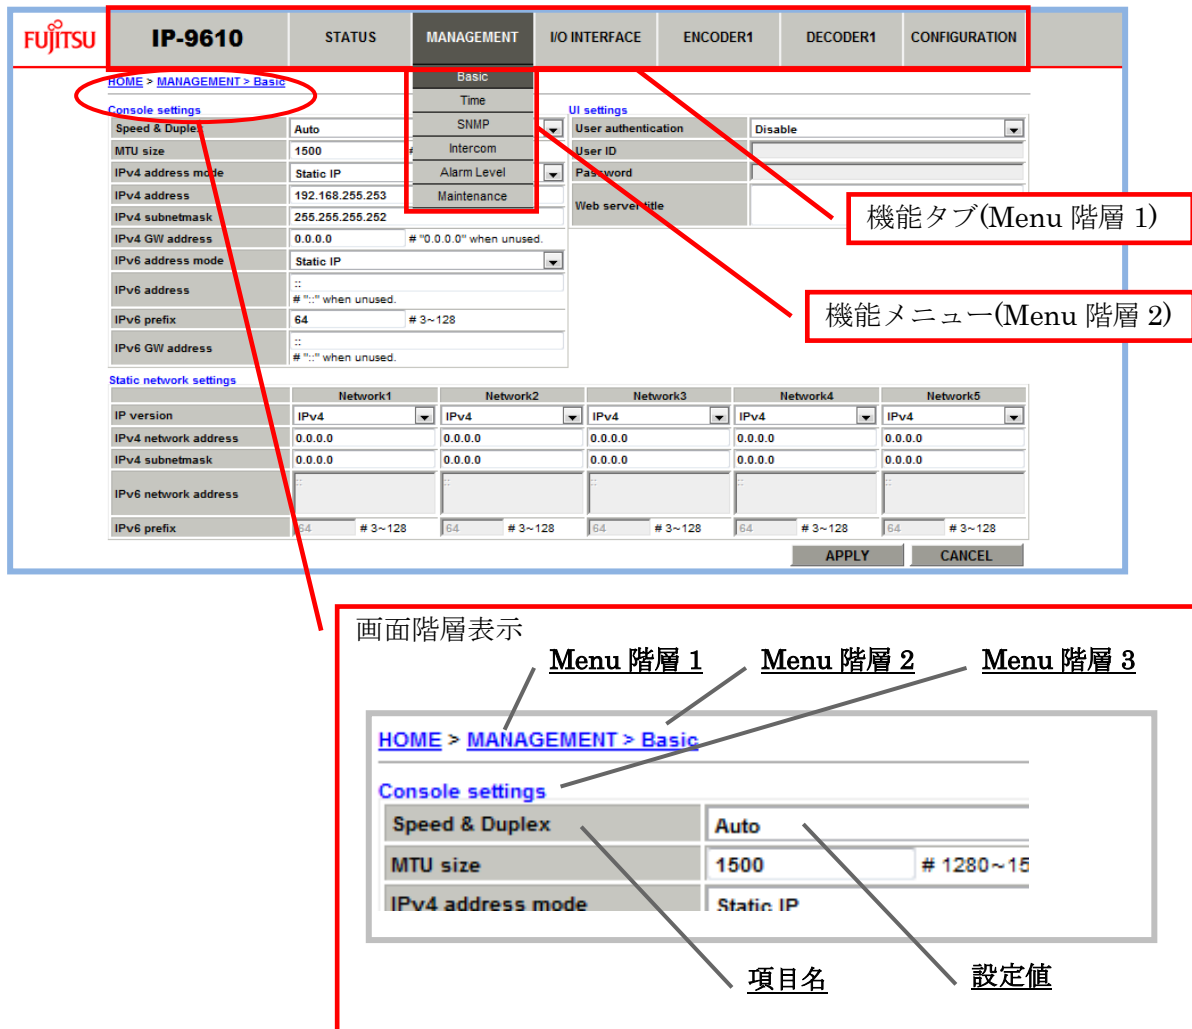 FUJITSU IP-9610 STATUS MANAGEMENT I/O INTERFACE ENCODER1 DECODER1 CONFIGURATION
HOME > MANAGEMENT > Basic
Basic
Time
SNMP
Intercom
Alarm Level
Maintenance
Console settings
Speed & Duplex Auto
MTU size 1500 #
IPv4 address mode Static IP
IPv4 address 192.168.255.253
IPv4 subnetmask 255.255.255.252
IPv4 GW address 0.0.0.0 # "0.0.0.0" when unused.
IPv6 address mode Static IP
IPv6 address ::
# "::" when unused.
IPv6 prefix 64 # 3~128
IPv6 GW address ::
# "::" when unused.
UI settings
User authentication Disable
User ID
Password
Web server title
機能タブ(Menu 階層 1)
機能メニュー(Menu 階層 2)
Static network settings
Network1 Network2 Network3 Network4 Network5
IP version IPv4 IPv4 IPv4 IPv4 IPv4
IPv4 network address 0.0.0.0 0.0.0.0 0.0.0.0 0.0.0.0 0.0.0.0
IPv4 subnetmask 0.0.0.0 0.0.0.0 0.0.0.0 0.0.0.0 0.0.0.0
IPv6 network address :: :: :: :: ::
IPv6 prefix 64 # 3~128 64 # 3~128 64 # 3~128 64 # 3~128 64 # 3~128
APPLY CANCEL
画面階層表示
Menu 階層 1 Menu 階層 2 Menu 階層 3
HOME > MANAGEMENT > Basic
Console settings
Speed & Duplex Auto
MTU size 1500 # 1280~15
IPv4 address mode Static IP
項目名 設定値